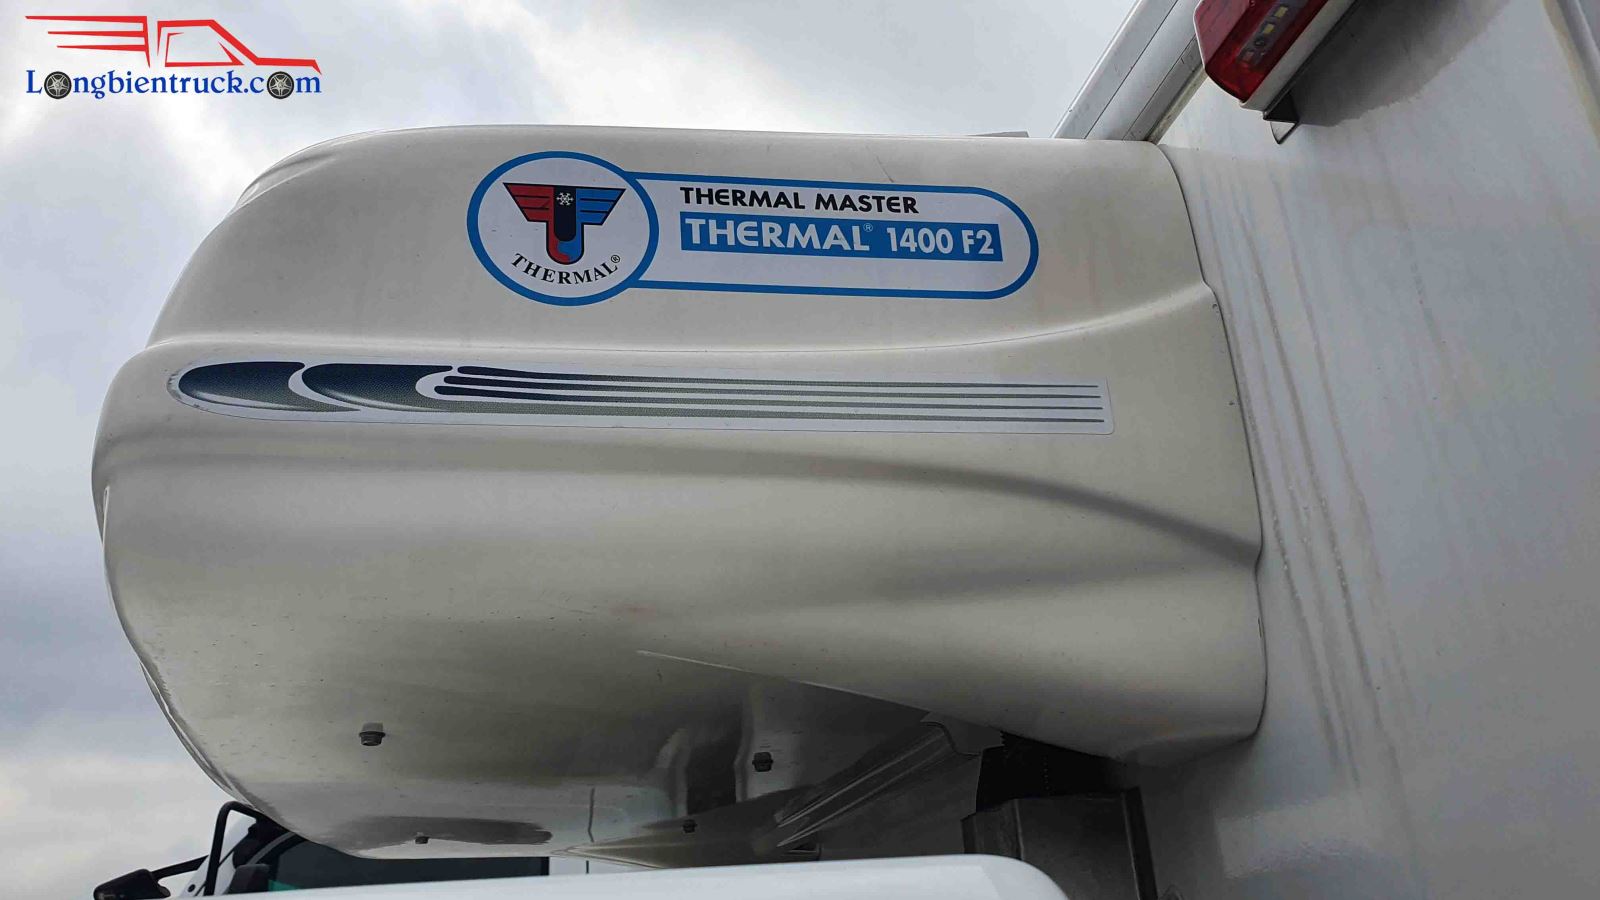 Longbientruck.com
THERMAL MASTER
THERMAL® 1400 F2
THERMAL®